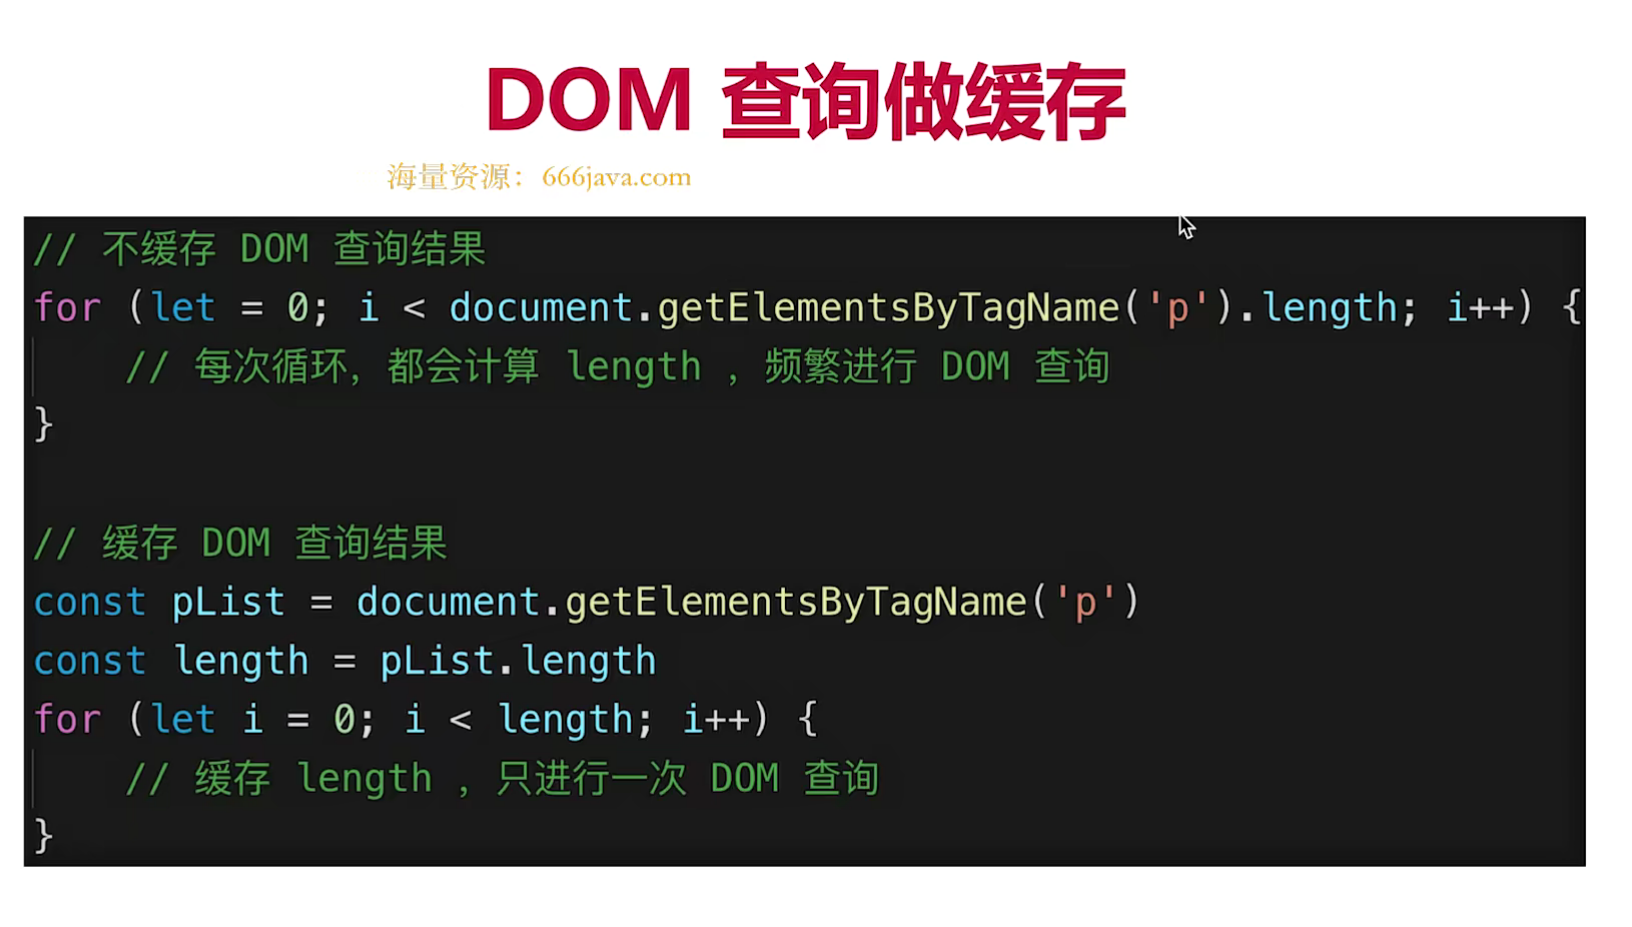 DOM 查询做缓存
海量资源：666java.com
// 不缓存 DOM 查询结果
for (let = 0; i < document.getElementsByTagName('p').length; i++) {
    // 每次循环，都会计算 length ，频繁进行 DOM 查询
}
// 缓存 DOM 查询结果
const pList = document.getElementsByTagName('p')
const length = pList.length
for (let i = 0; i < length; i++) {
    // 缓存 length ，只进行一次 DOM 查询
}